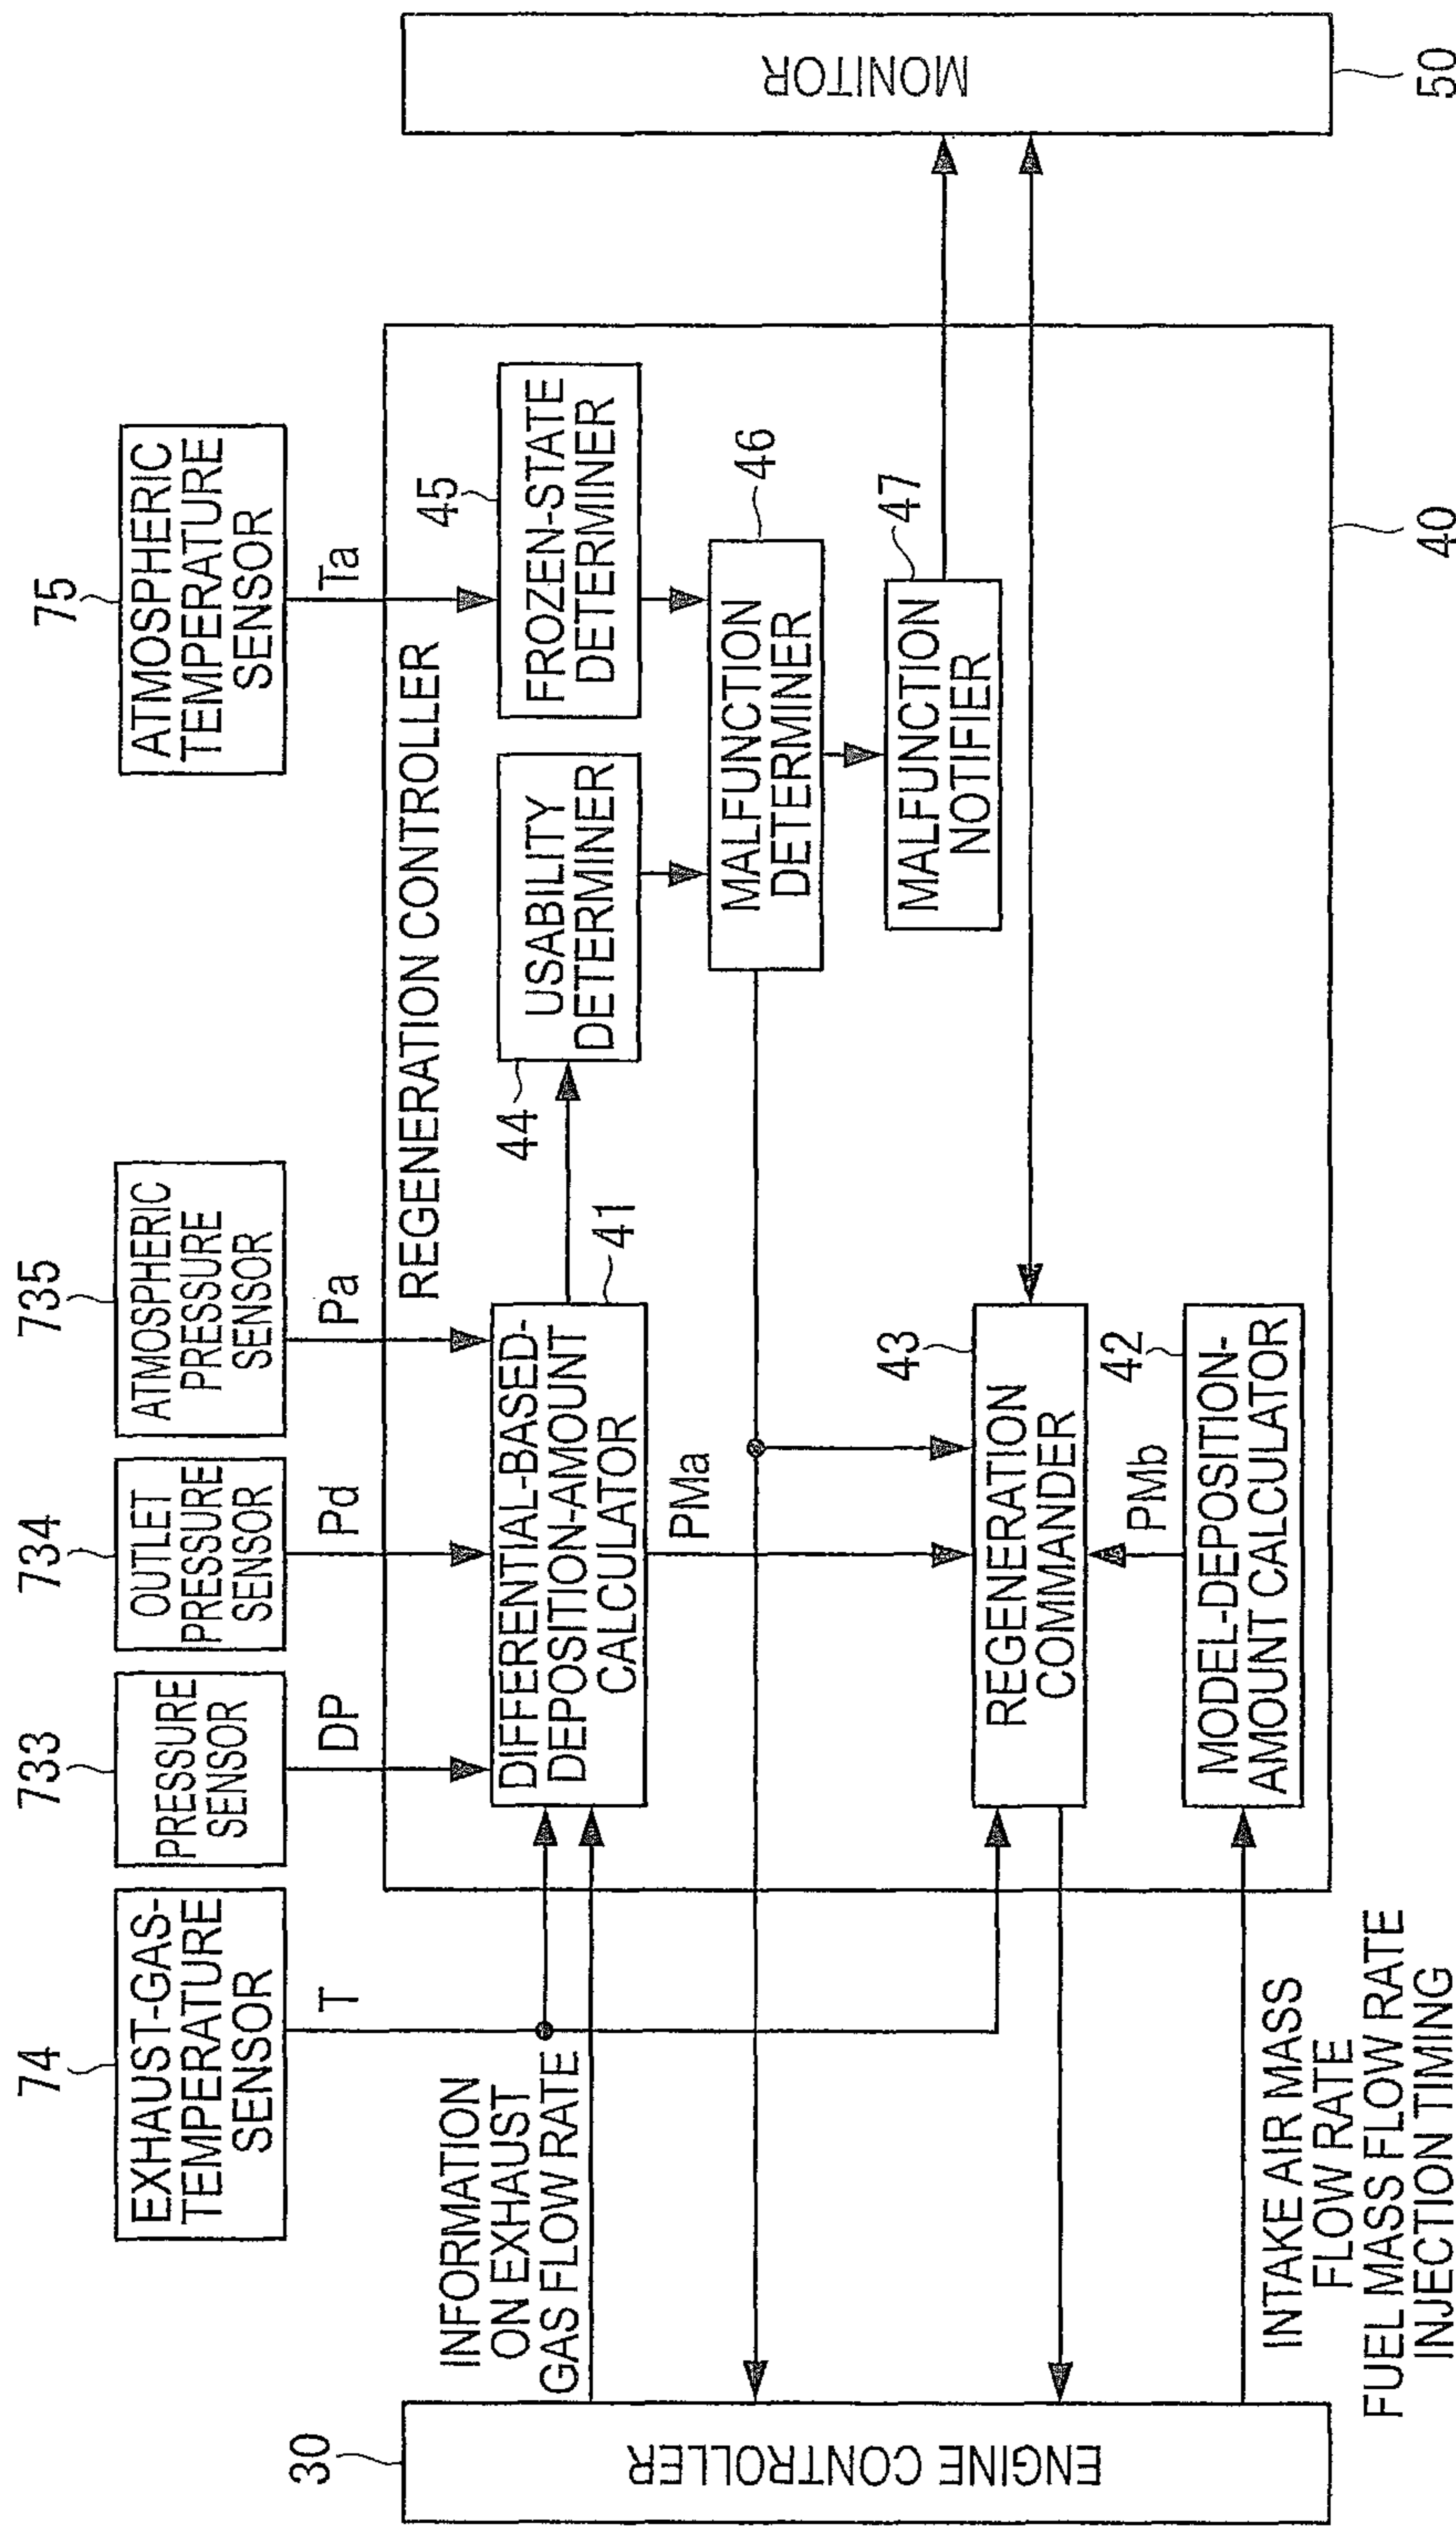 74
EXHAUST-GAS-
TEMPERATURE
SENSOR
T
733
PRESSURE
SENSOR
DP
734
OUTLET
PRESSURE
SENSOR
Pd
735
ATMOSPHERIC
PRESSURE
SENSOR
Pa
75
ATMOSPHERIC
TEMPERATURE
SENSOR
Ta
30
ENGINE CONTROLLER
INFORMATION
ON EXHAUST
GAS FLOW RATE
REGENERATION CONTROLLER
DIFFERENTIAL-BASED-
DEPOSITION-AMOUNT
CALCULATOR
41
44
USABILITY
DETERMINER
45
FROZEN-STATE
DETERMINER
PMa
MALFUNCTION
DETERMINER
46
MALFUNCTION
NOTIFIER
47
REGENERATION
COMMANDER
43
PMb
MODEL-DEPOSITION-
AMOUNT CALCULATOR
42
INTAKE AIR MASS
FLOW RATE
FUEL MASS FLOW RATE
INJECTION TIMING
40
MONITOR
50